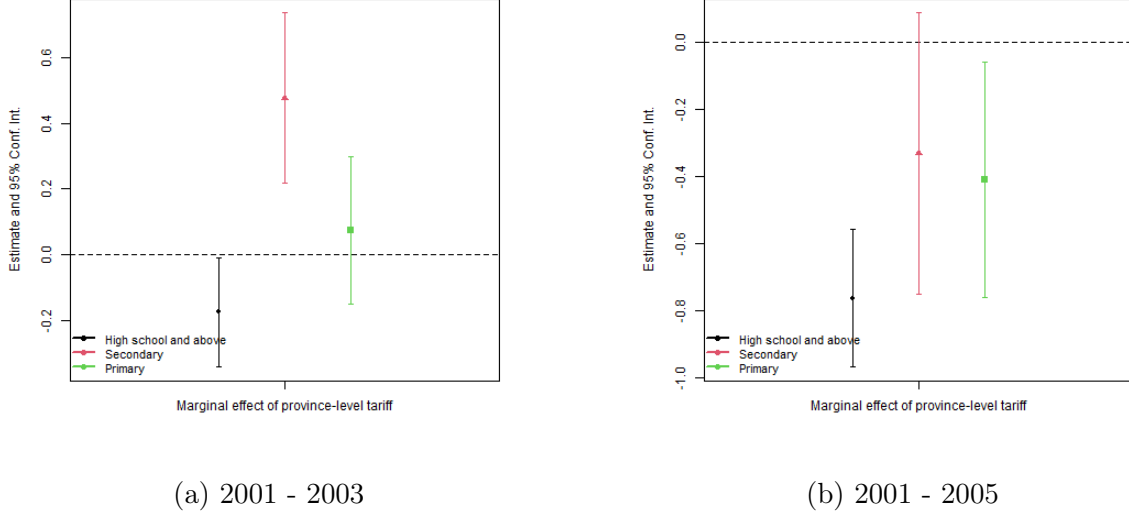 Estimate and 95% Conf. Int.
0.6
0.4
0.2
0.0
-0.2
High school and above
Secondary
Primary
Marginal effect of province-level tariff
(a) 2001 - 2003
Estimate and 95% Conf. Int.
0.0
-0.2
-0.4
-0.6
-0.8
-1.0
High school and above
Secondary
Primary
Marginal effect of province-level tariff
(b) 2001 - 2005